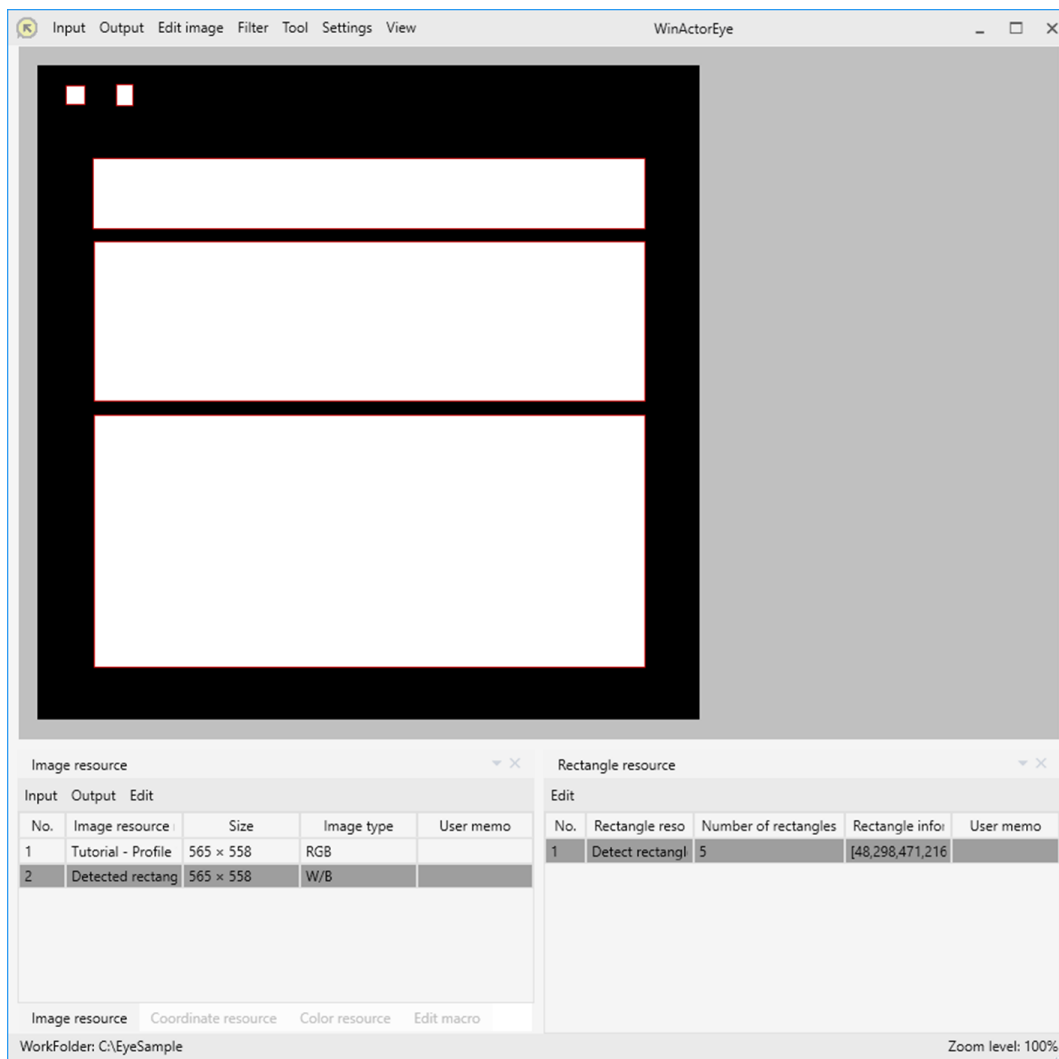 Input Output Edit image Filter Tool Settings View WinActorEye
Image resource
Input Output Edit
No. Image resource Size Image type User memo
1 Tutorial - Profile 565 × 558 RGB
2 Detected rectang 565 × 558 W/B
Image resource Coordinate resource Color resource Edit macro
Rectangle resource
Edit
No. Rectangle reso Number of rectangles Rectangle infor User memo
1 Detect rectangl 5 [48,298,471,216
WorkFolder: C:\EyeSample Zoom level: 100%